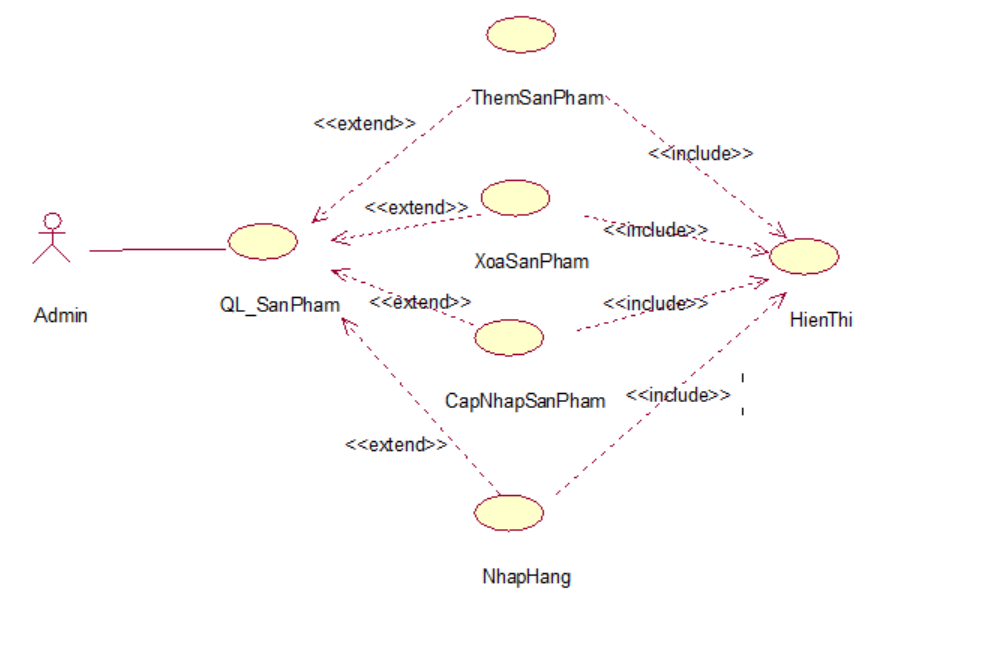 ThemSanPham
<<extend>>
<<include>>
<<extend>>
<<include>>
XoaSanPham
Admin
QL_SanPham
<<extend>>
<<include>>
HienThi
CapNhapSanPham
<<include>>
<<extend>>
NhapHang